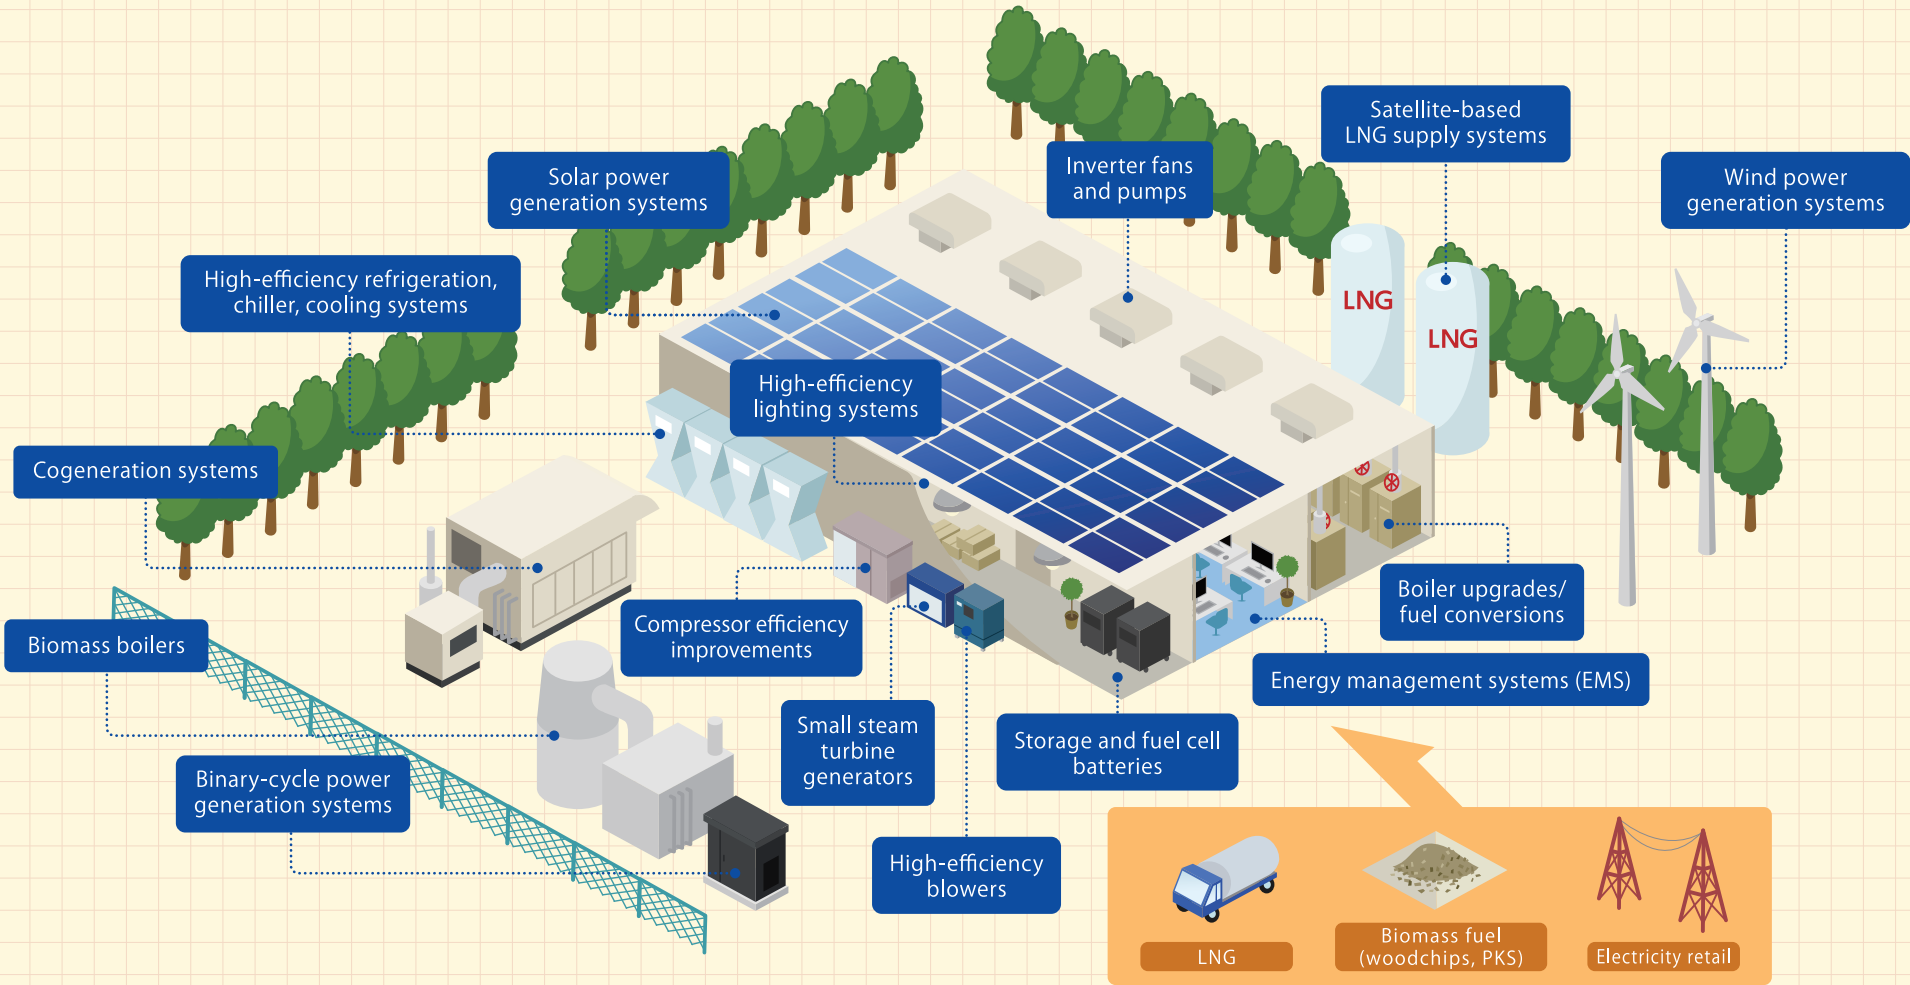 Satellite-based
LNG supply systems
Solar power
generation systems
Inverter fans
and pumps
Wind power
generation systems
High-efficiency refrigeration,
chiller, cooling systems
LNG
LNG
High-efficiency
lighting systems
Cogeneration systems
Boiler upgrades/
fuel conversions
Compressor efficiency
improvements
Biomass boilers
Energy management systems (EMS)
Small steam
turbine
generators
Storage and fuel cell
batteries
Binary-cycle power
generation systems
High-efficiency
blowers
LNG
Biomass fuel
(woodchips, PKS)
Electricity retail